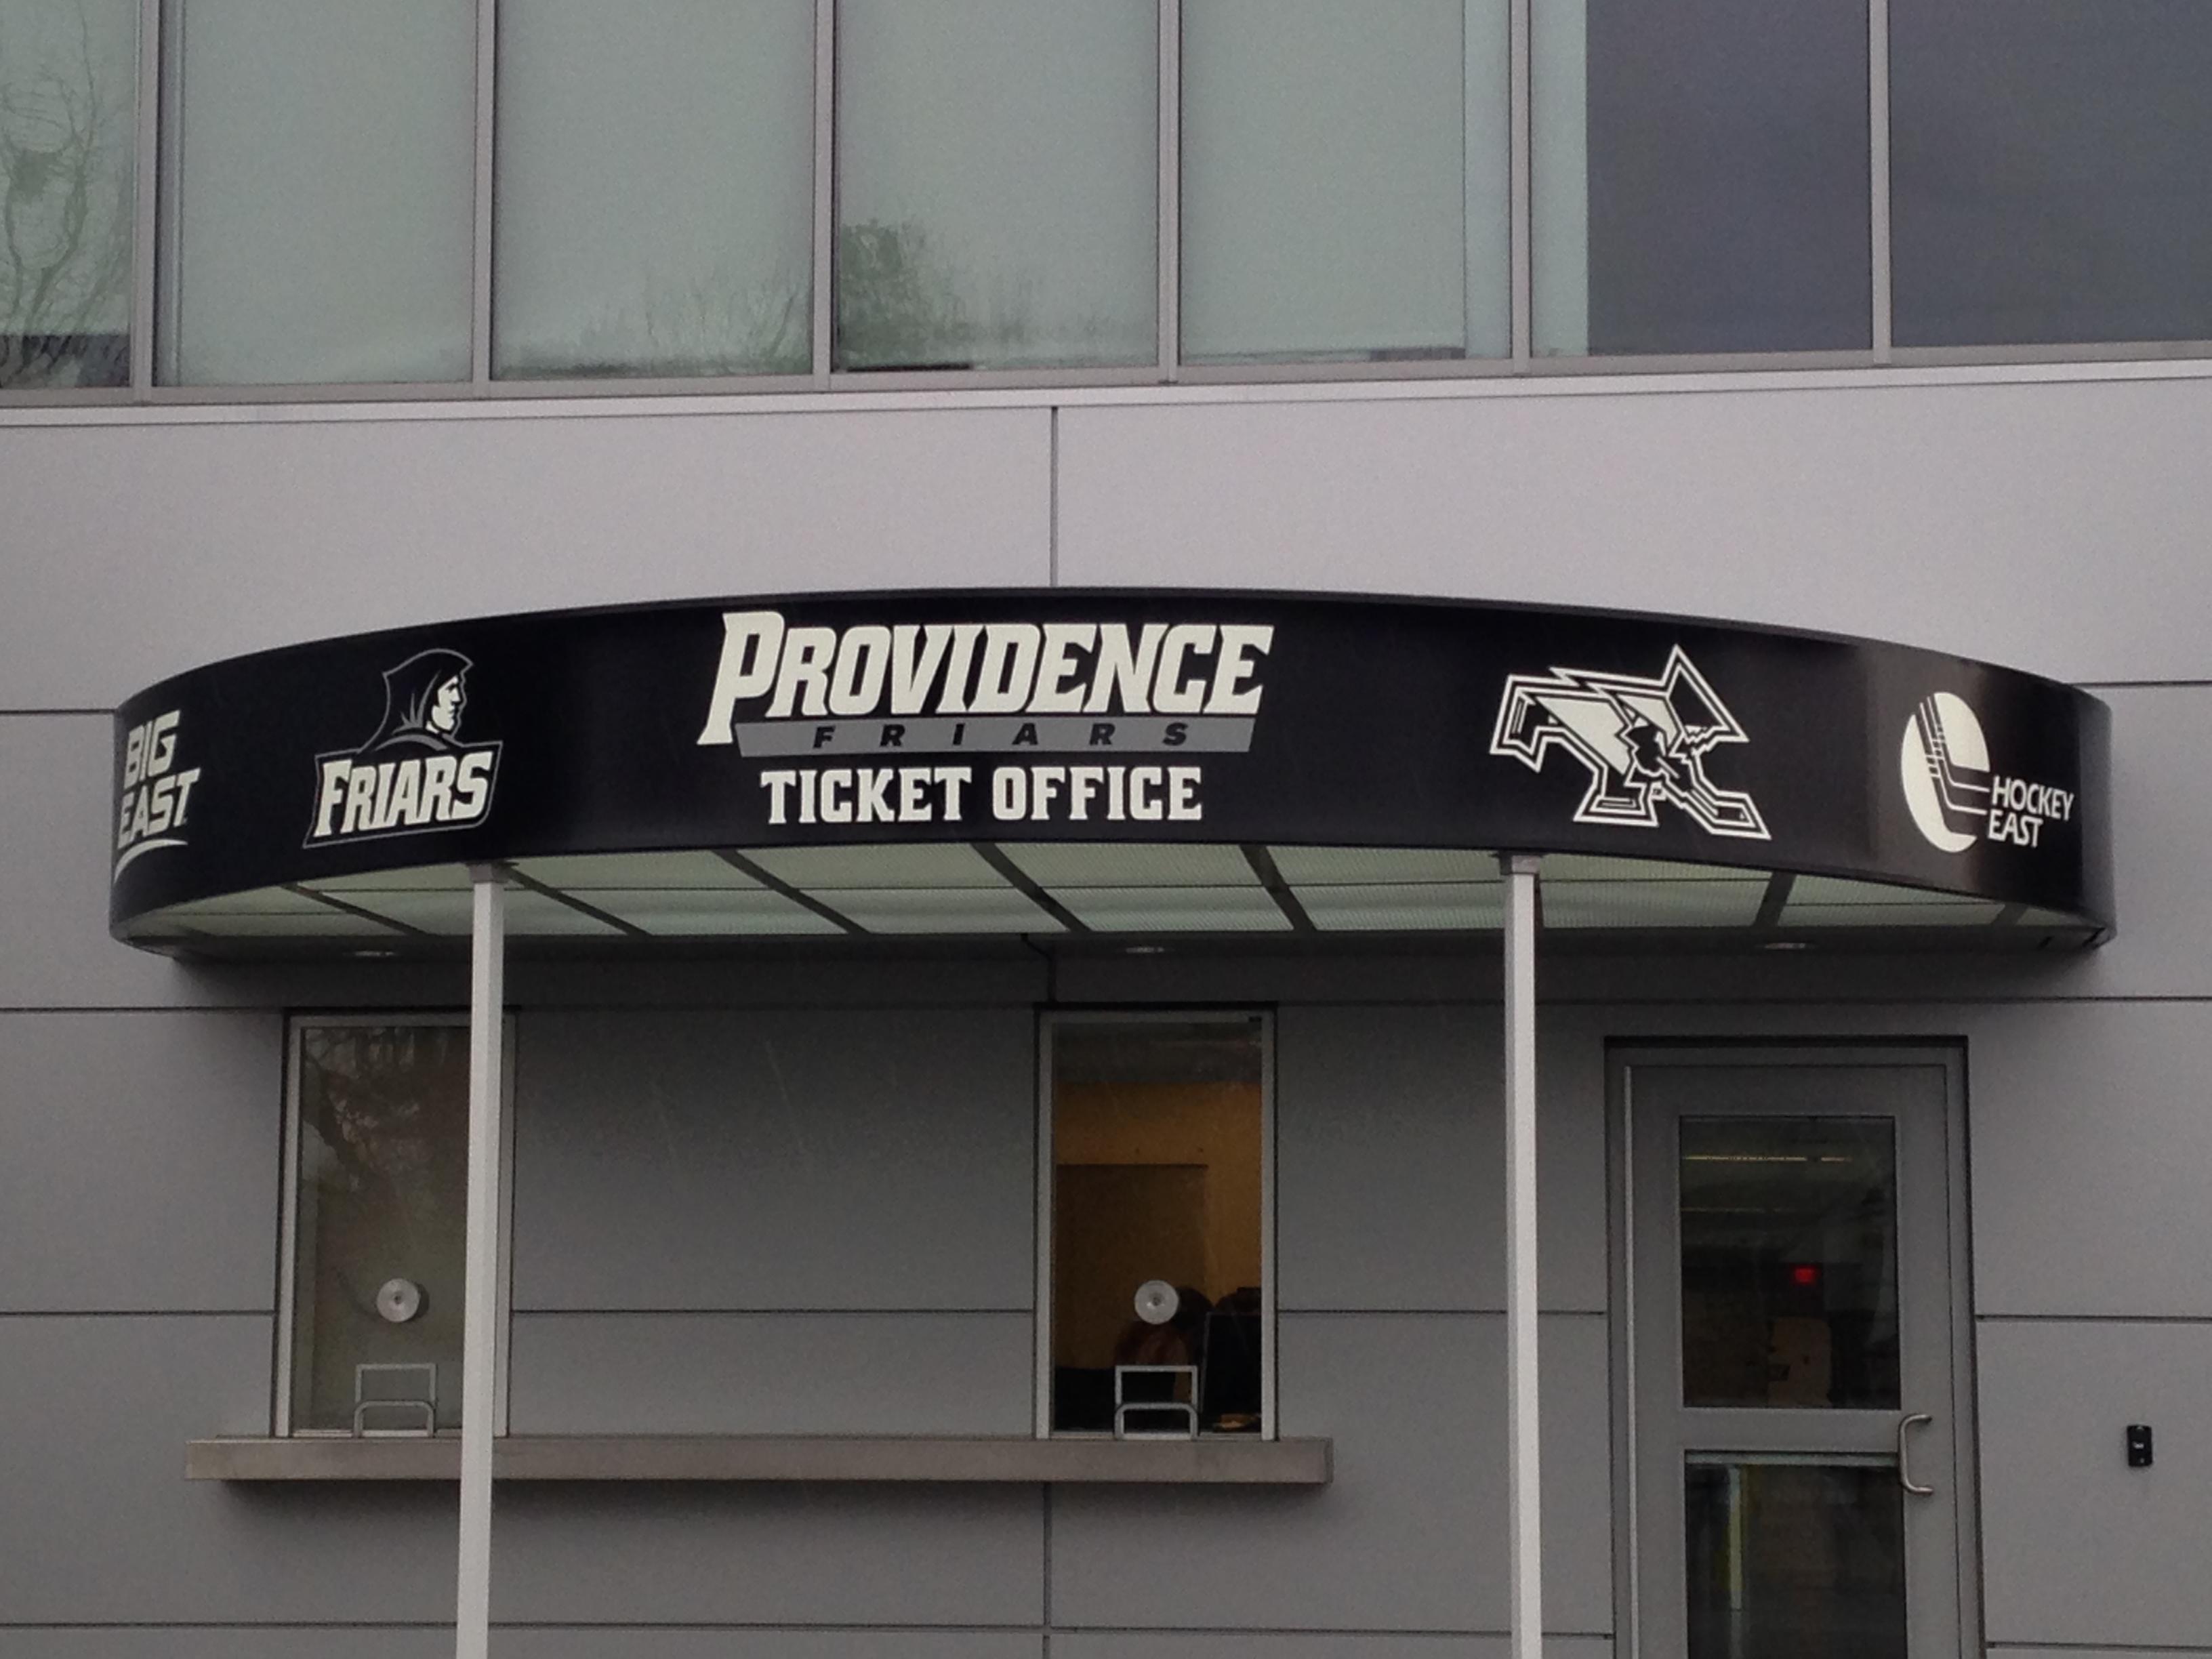 BIG
EAST
FRIARS
PROVIDENCE
FRIARS
TICKET OFFICE
HOCKEY
EAST